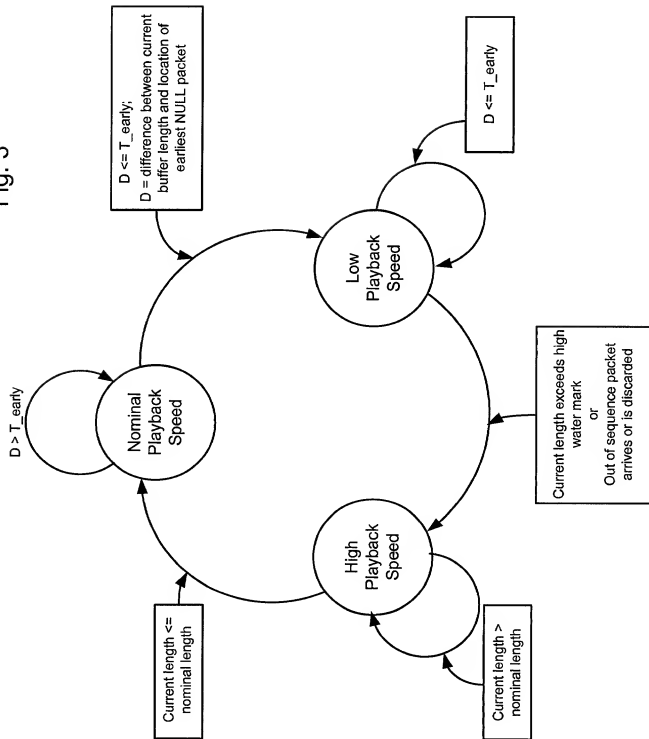 Fig. 3
D > T_early
Nominal
Playback
Speed
D <= T_early;
D = difference between current
buffer length and location of
earliest NULL packet
Current length <=
nominal length
High
Playback
Speed
Low
Playback
Speed
D <= T_early
Current length >
nominal length
Current length exceeds high
water mark
or
Out of sequence packet
arrives or is discarded